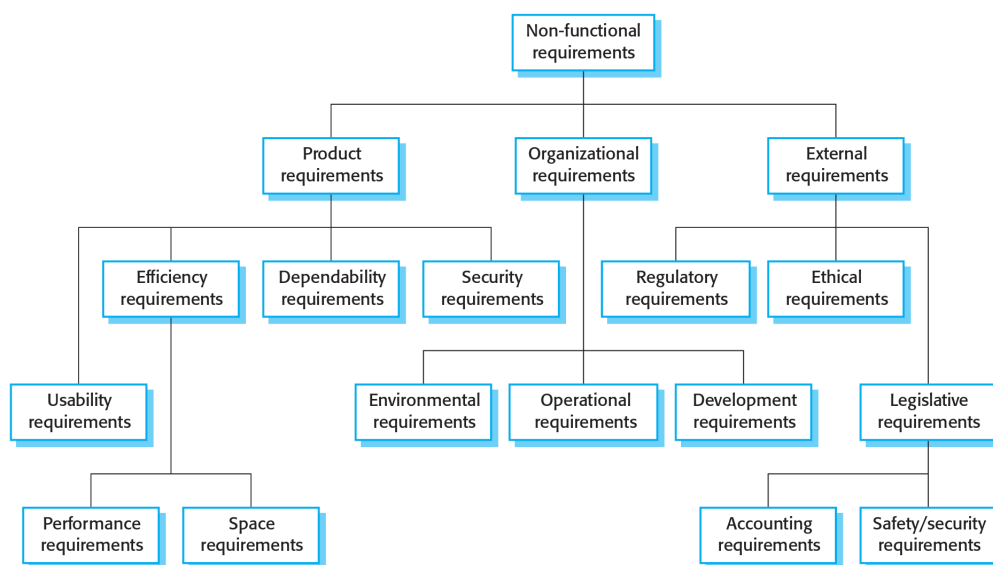 Non-functional
requirements
Product
requirements
Organizational
requirements
External
requirements
Efficiency
requirements
Dependability
requirements
Security
requirements
Regulatory
requirements
Ethical
requirements
Usability
requirements
Environmental
requirements
Operational
requirements
Development
requirements
Legislative
requirements
Performance
requirements
Space
requirements
Accounting
requirements
Safety/security
requirements